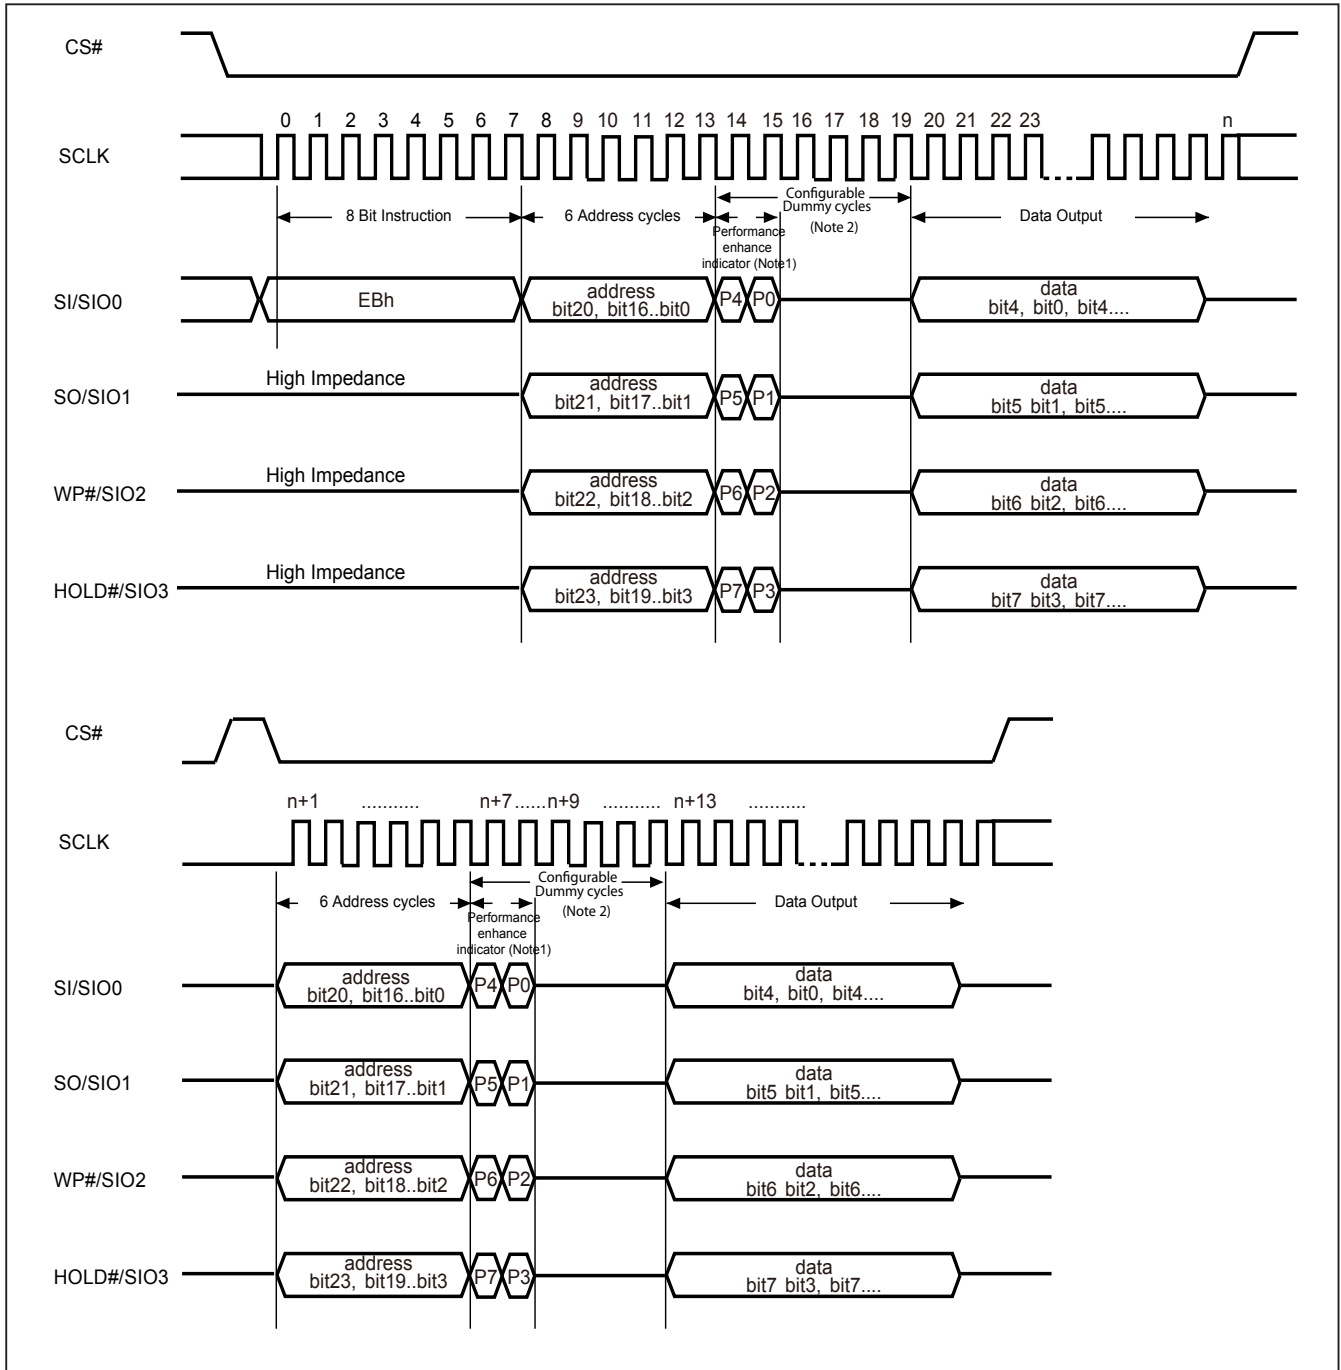 CS#
0 1 2 3 4 5 6 7 8 9 10 11 12 13 14 15 16 17 18 19 20 21 22 23 n
SCLK
8 Bit Instruction
6 Address cycles
Configurable
Dummy cycles
(Note 2)
Data Output
Performance
enhance
indicator (Note1)
SI/SIO0
EBh
address
bit20, bit16..bit0
P4 P0
data
bit4, bit0, bit4....
SO/SIO1
High Impedance
address
bit21, bit17..bit1
P5 P1
data
bit5 bit1, bit5....
WP#/SIO2
High Impedance
address
bit22, bit18..bit2
P6 P2
data
bit6 bit2, bit6....
HOLD#/SIO3
High Impedance
address
bit23, bit19..bit3
P7 P3
data
bit7 bit3, bit7....
CS#
n+1 ........... n+7......n+9 ........... n+13 ...........
SCLK
6 Address cycles
Configurable
Dummy cycles
(Note 2)
Data Output
Performance
enhance
indicator (Note1)
SI/SIO0
address
bit20, bit16..bit0
P4 P0
data
bit4, bit0, bit4....
SO/SIO1
address
bit21, bit17..bit1
P5 P1
data
bit5 bit1, bit5....
WP#/SIO2
address
bit22, bit18..bit2
P6 P2
data
bit6 bit2, bit6....
HOLD#/SIO3
address
bit23, bit19..bit3
P7 P3
data
bit7 bit3, bit7....